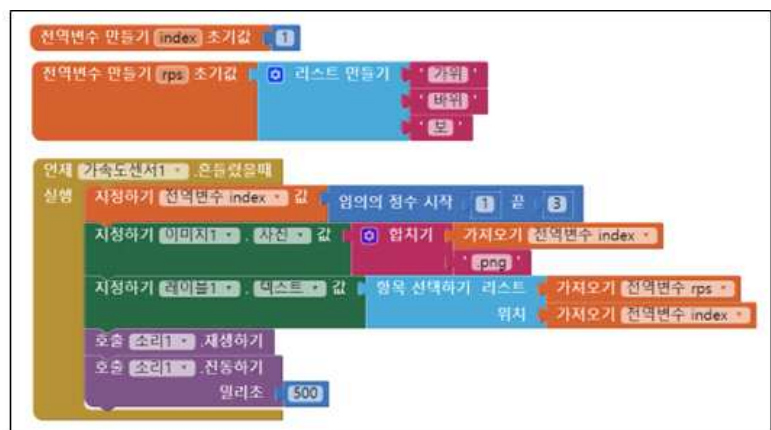 전역변수 만들기 index 초기값 1
전역변수 만들기 rps 초기값 리스트 만들기 " 가위 "
" 바위 "
" 보 "
언제 가속도센서1 .흔들렸을때
실행 지정하기 전역변수 index 값 임의의 정수 시작 1 끝 3
지정하기 이미지1 . 사진 값 합치기 가져오기 전역변수 index
" .png "
지정하기 레이블1 . 텍스트 값 항목 선택하기 리스트 가져오기 전역변수 rps
위치 가져오기 전역변수 index
호출 소리1 .재생하기
호출 소리1 .진동하기
밀리초 500